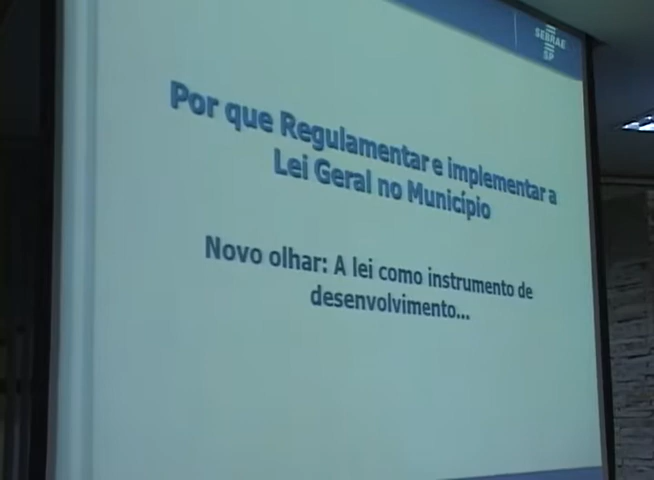 SEBRAE
SP
Por que Regulamentar e implementar a
Lei Geral no Município
Novo olhar: A lei como instrumento de
desenvolvimento...